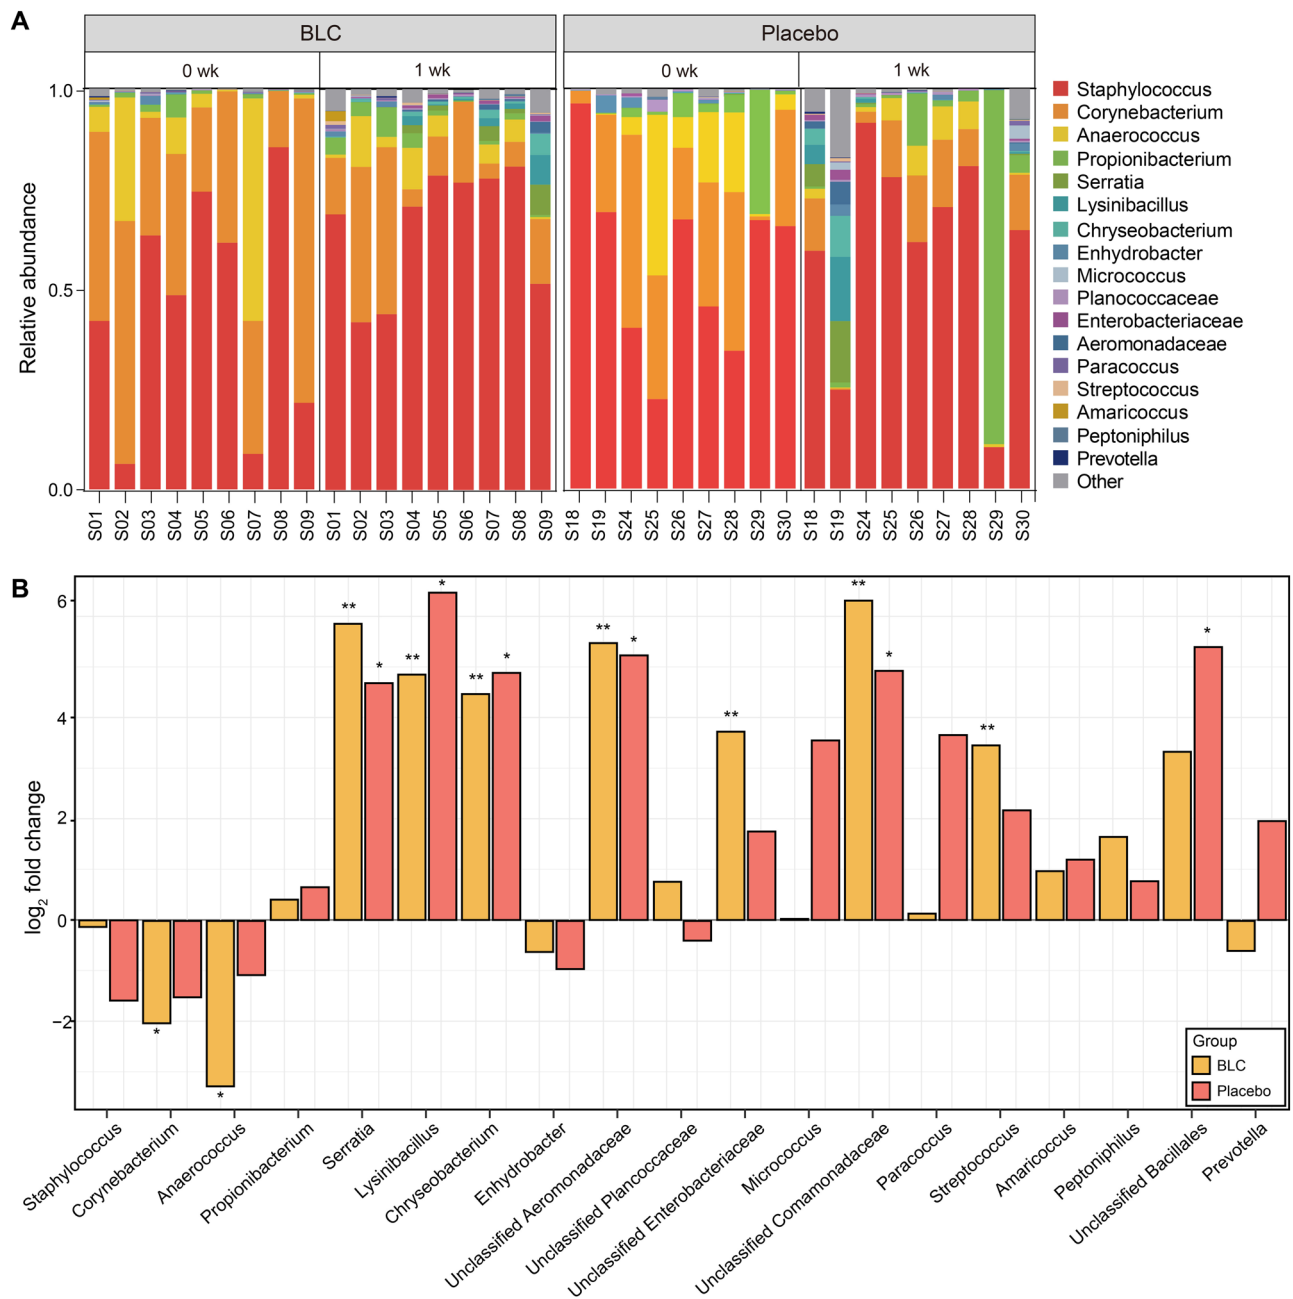 A
BLC
Placebo
0 wk
1 wk
0 wk
1 wk
Relative abundance
1.0
0.5
0.0
S01
S02
S03
S04
S05
S06
S07
S08
S09
S01
S02
S03
S04
S05
S06
S07
S08
S09
S18
S19
S24
S25
S26
S27
S28
S29
S30
S18
S19
S24
S25
S26
S27
S28
S29
S30
Staphylococcus
Corynebacterium
Anaerococcus
Propionibacterium
Serratia
Lysinibacillus
Chryseobacterium
Enhydrobacter
Micrococcus
Planococcaceae
Enterobacteriaceae
Aeromonadaceae
Paracoccus
Streptococcus
Amaricoccus
Peptoniphilus
Prevotella
Other
B
log2 fold change
6
4
2
0
−2
*
*
**
*
**
*
**
*
**
*
**
**
*
**
*
Group
BLC
Placebo
Staphylococcus
Corynebacterium
Anaerococcus
Propionibacterium
Serratia
Lysinibacillus
Chryseobacterium
Enhydrobacter
Unclassified Aeromonadaceae
Unclassified Plancoccaceae
Unclassified Enterobacteriaceae
Micrococcus
Unclassified Comamonadaceae
Paracoccus
Streptococcus
Amaricoccus
Peptoniphilus
Unclassified Bacillales
Prevotella